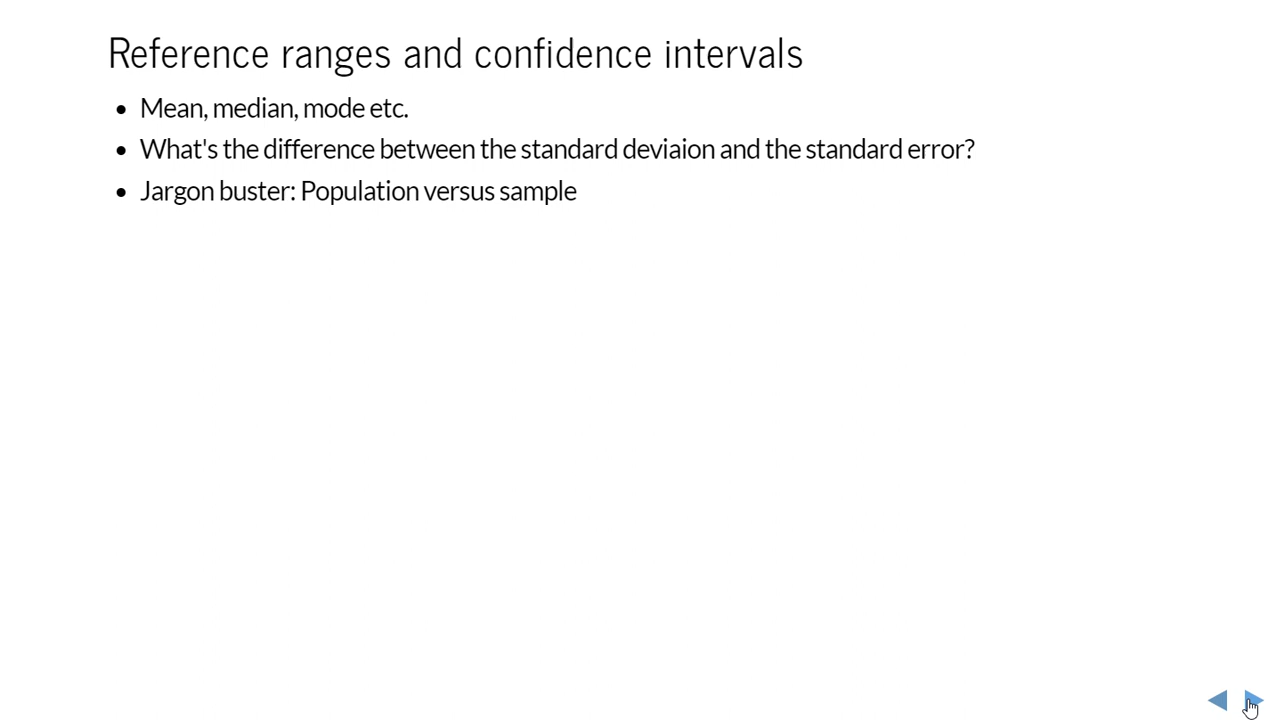 Reference ranges and confidence intervals
• Mean, median, mode etc.
• What's the difference between the standard deviaion and the standard error?
• Jargon buster: Population versus sample